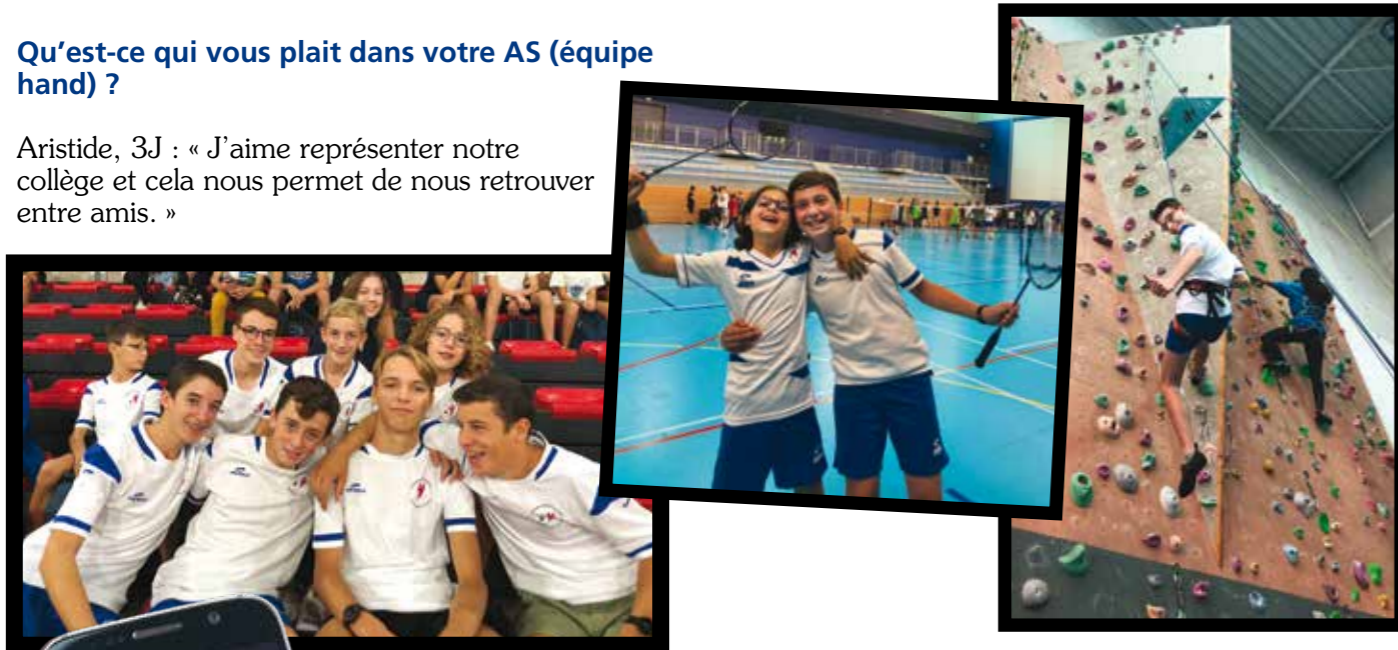 Qu’est-ce qui vous plait dans votre AS (équipe
hand) ?
Aristide, 3J : « J’aime représenter notre
collège et cela nous permet de nous retrouver
entre amis. »